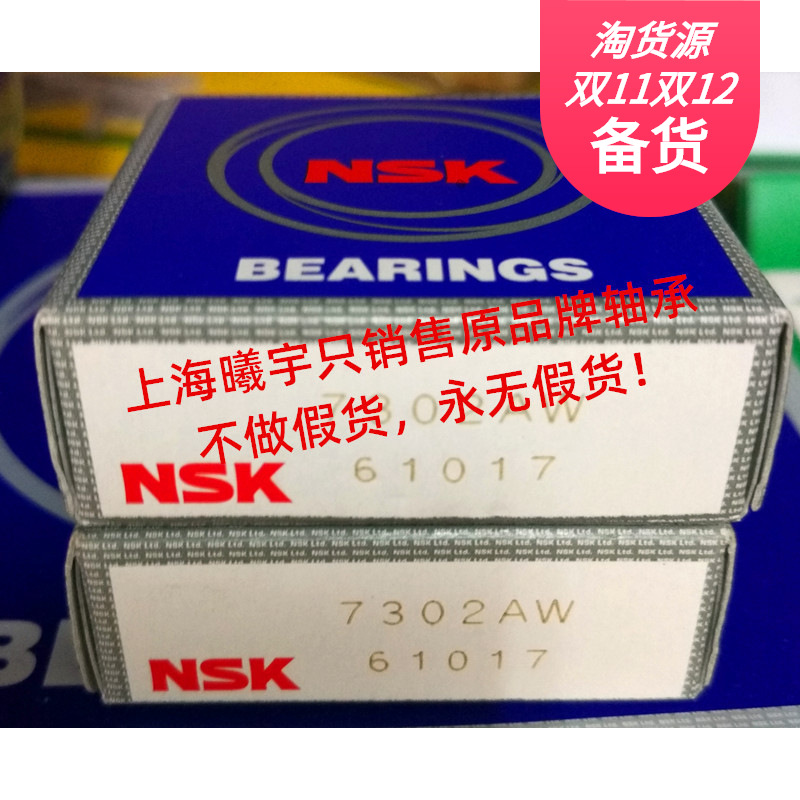 淘货源
双11双12
备货
NSK
BEARINGS
上海曦宇只销售原品牌轴承
不做假货，永无假货！
7302AW
NSK
61017
7302AW
NSK
61017